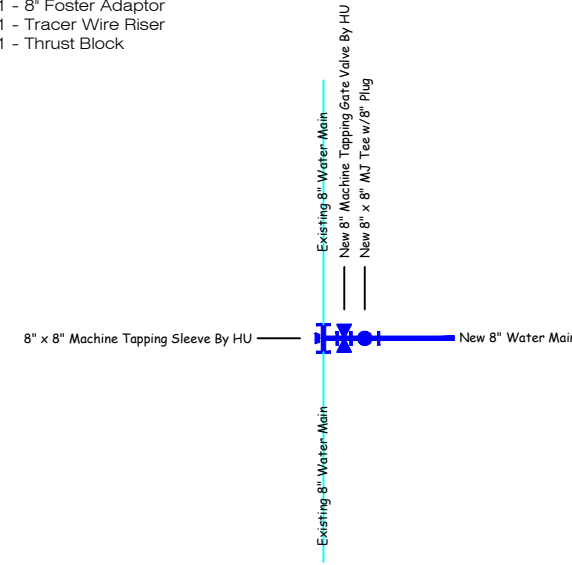 1 - 8" Foster Adaptor
1 - Tracer Wire Riser
1 - Thrust Block
Existing 8" Water Main
New 8" Machine Tapping Gate Valve By HU
New 8" x 8" MJ Tee w/8" Plug
8" x 8" Machine Tapping Sleeve By HU
New 8" Water Main
Existing 8" Water Main